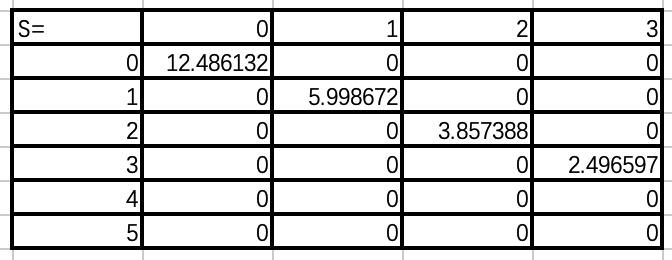 S= 0 1 2 3
0 12.486132 0 0 0
1 0 5.998672 0 0
2 0 0 3.857388 0
3 0 0 0 2.496597
4 0 0 0 0
5 0 0 0 0